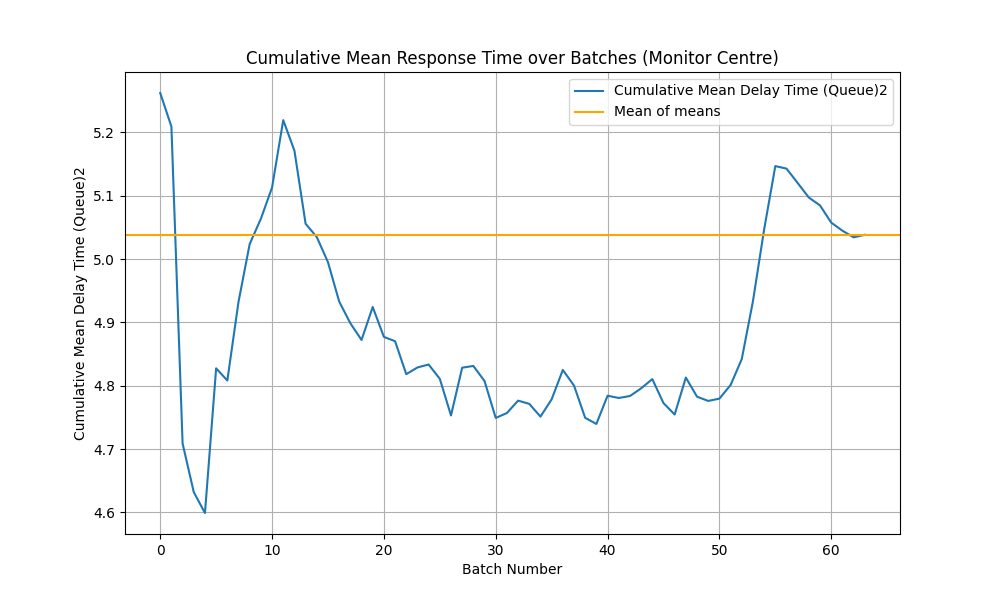 Cumulative Mean Response Time over Batches (Monitor Centre)
Cumulative Mean Delay Time (Queue)2
Mean of means
Cumulative Mean Delay Time (Queue)2
5.2
5.1
5.0
4.9
4.8
4.7
4.6
0 10 20 30 40 50 60
Batch Number